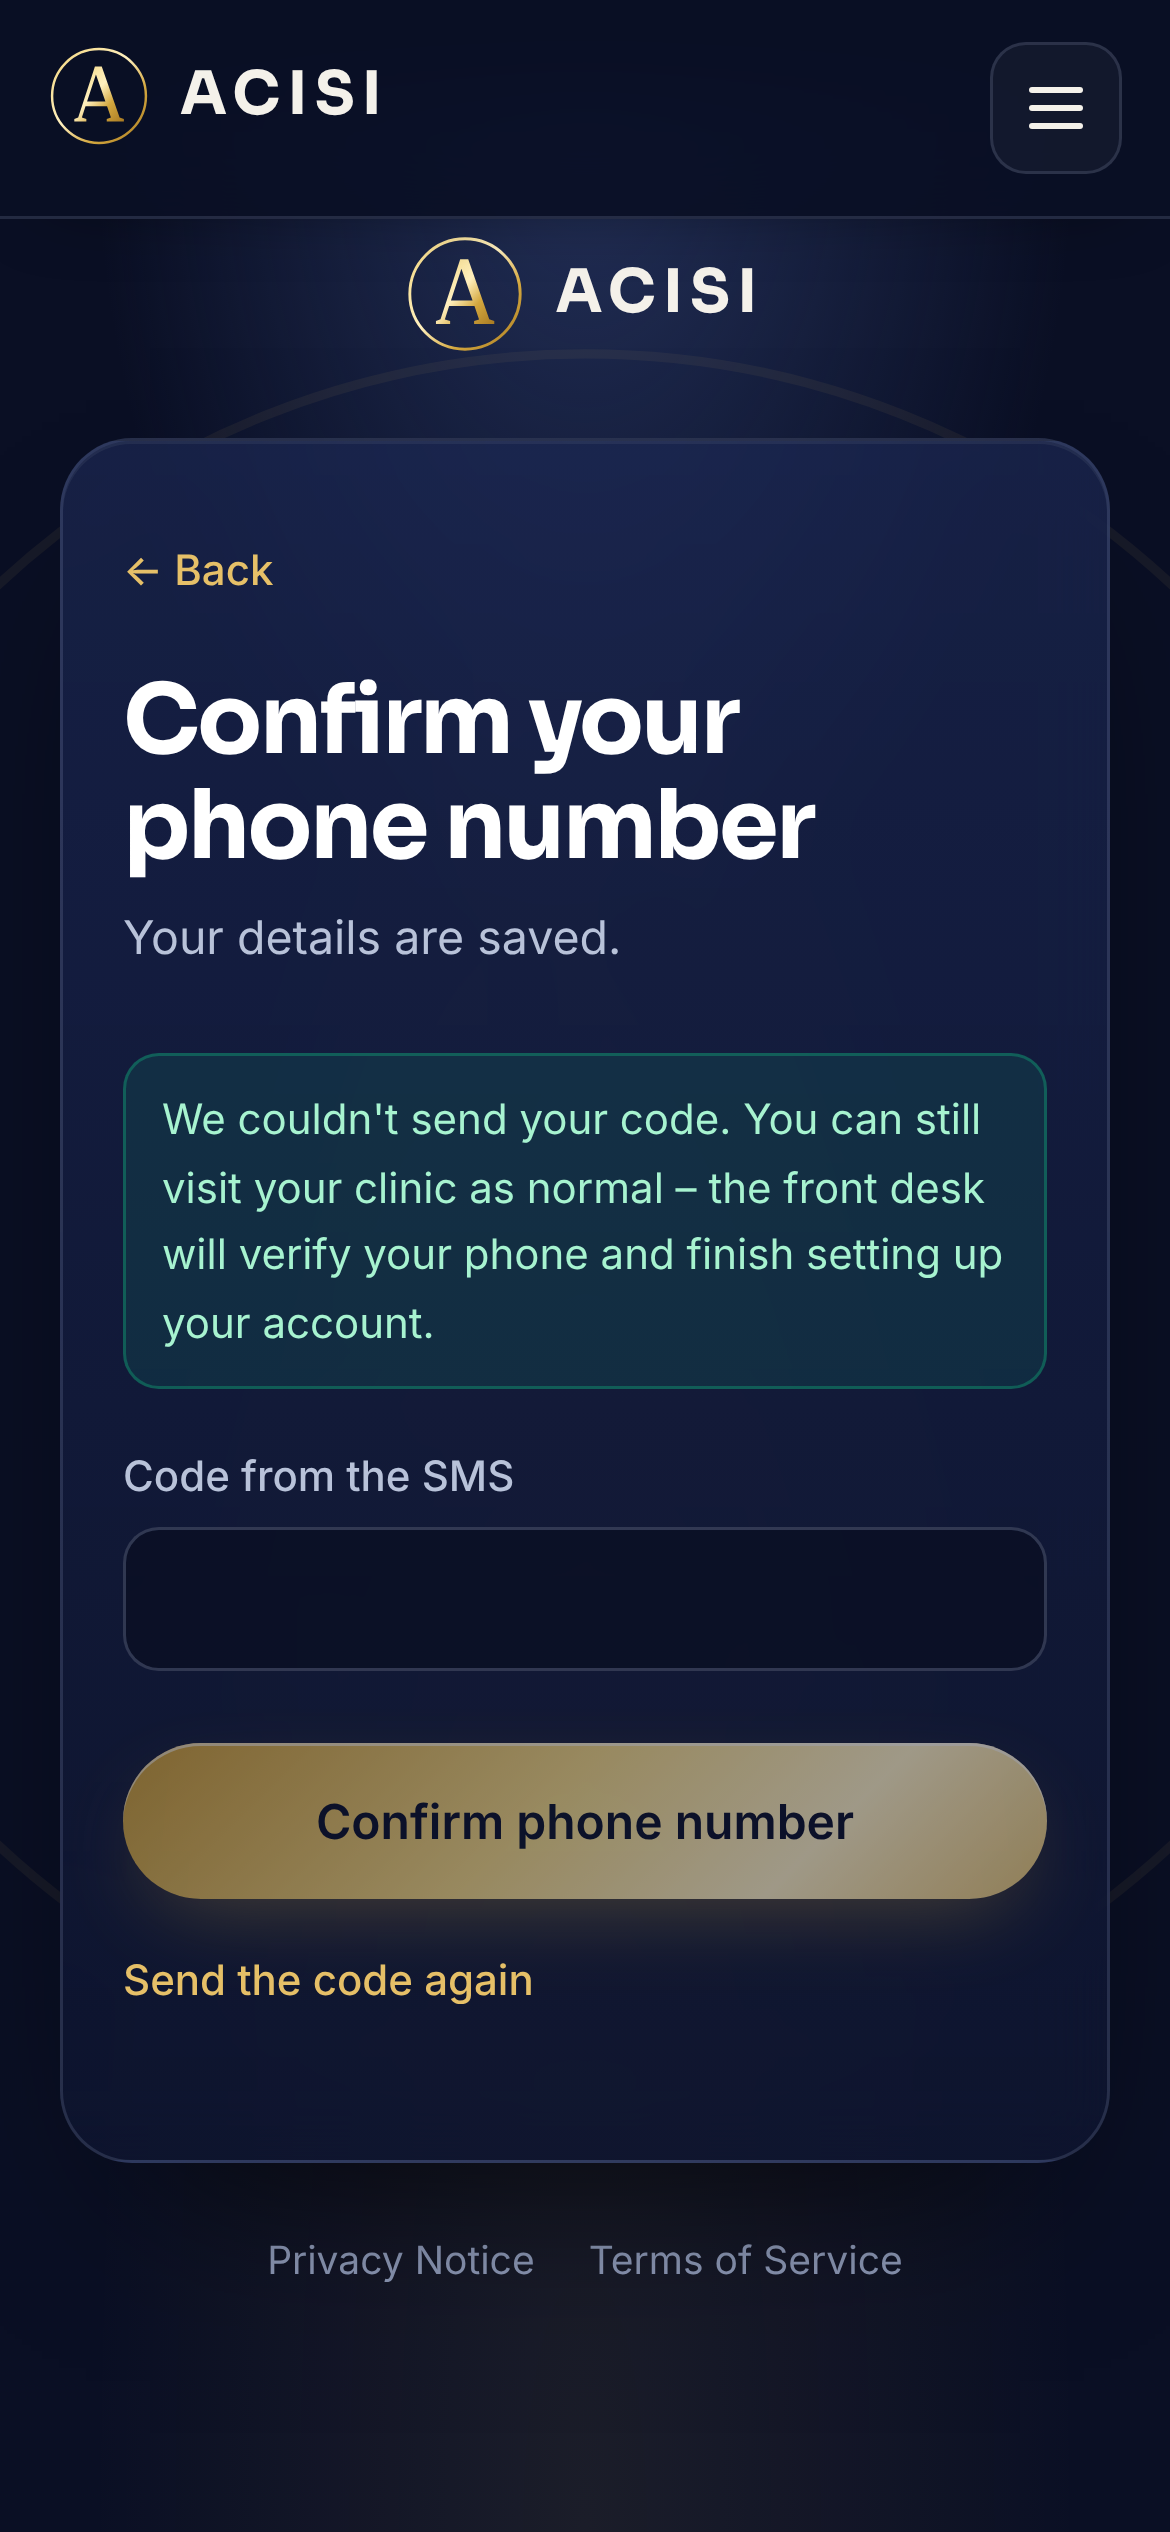 A ACISI
A ACISI
← Back
Confirm your
phone number
Your details are saved.
We couldn't send your code. You can still
visit your clinic as normal – the front desk
will verify your phone and finish setting up
your account.
Code from the SMS
Confirm phone number
Send the code again
Privacy Notice Terms of Service